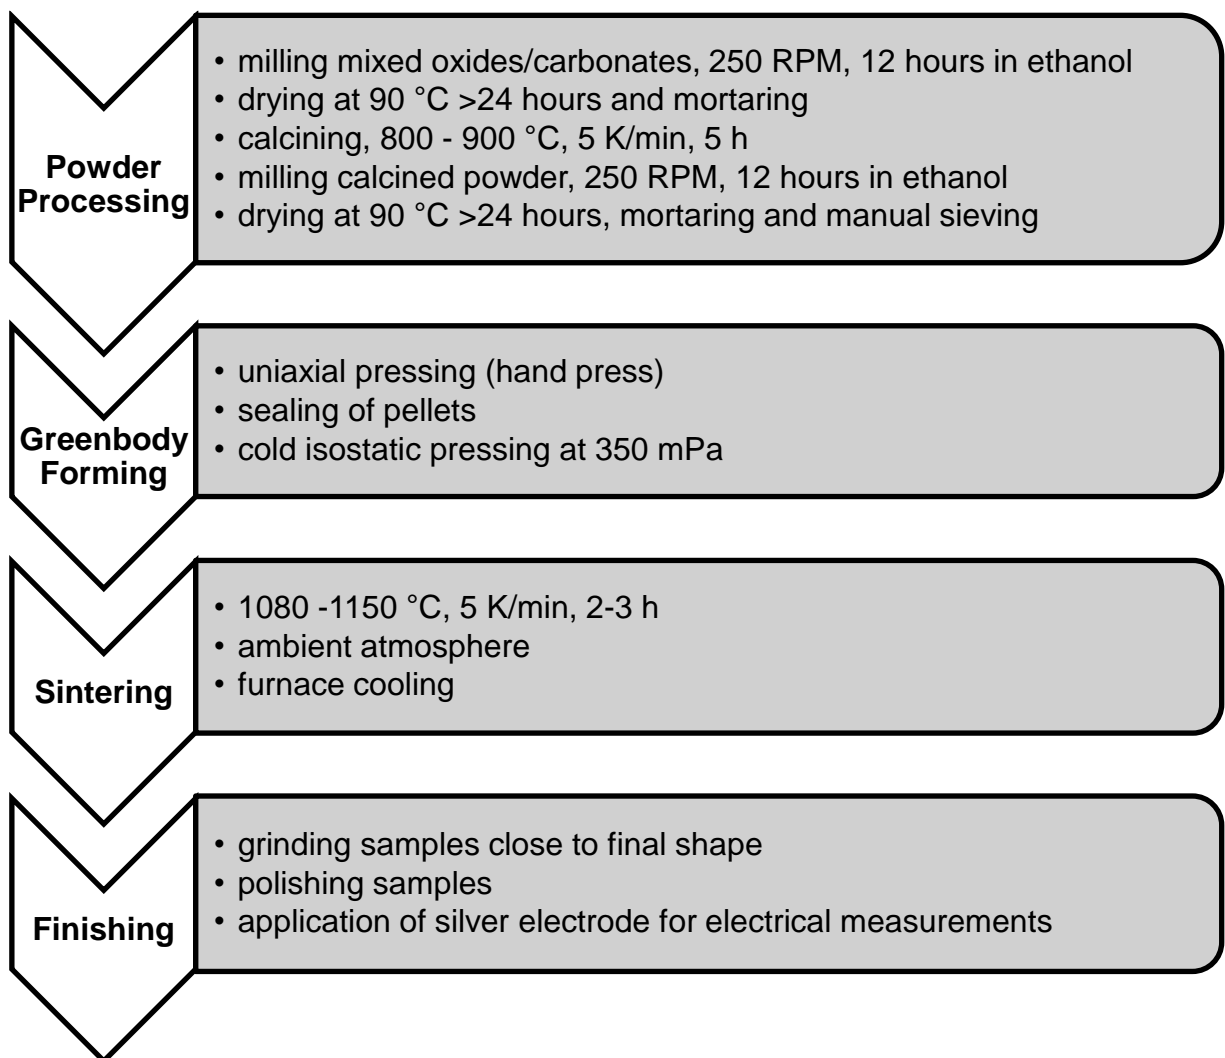 Powder
Processing
• milling mixed oxides/carbonates, 250 RPM, 12 hours in ethanol
• drying at 90 °C >24 hours and mortaring
• calcining, 800 - 900 °C, 5 K/min, 5 h
• milling calcined powder, 250 RPM, 12 hours in ethanol
• drying at 90 °C >24 hours, mortaring and manual sieving
Greenbody
Forming
• uniaxial pressing (hand press)
• sealing of pellets
• cold isostatic pressing at 350 mPa
Sintering
• 1080 -1150 °C, 5 K/min, 2-3 h
• ambient atmosphere
• furnace cooling
Finishing
• grinding samples close to final shape
• polishing samples
• application of silver electrode for electrical measurements